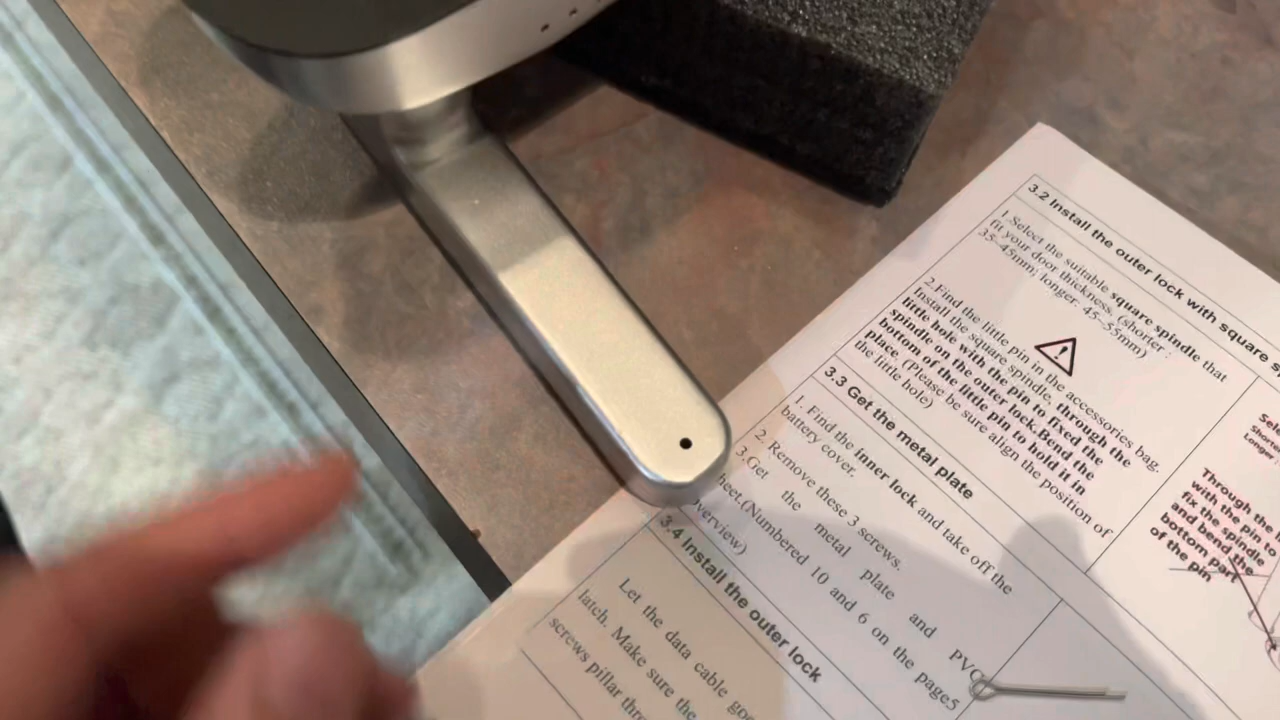 3.2 Install the outer lock with square
1.Select the suitable square spindle that
fit your door thickness. (shorter :
35~45mm; longer: 45~55mm)
2.Find the little pin in the accessories bag.
Install the square spindle, through the
little hole with the pin to fixed the
spindle on the outer lock.Bend the
bottom of the little pin to hold it in
place. (Please be sure align the position of
the little hole)
Longer
Through the
with the pin to
fix the spindle
and bend the
bottom part
of the pin
3.3 Get the metal plate
1. Find the inner lock and take off the
battery cover.
2. Remove these 3 screws.
3.Get the metal plate and PVC
heet.(Numbered 10 and 6 on the page5
verview)
3.4 Install the outer lock
Let the data cable
latch. Make sure the
screws pillar